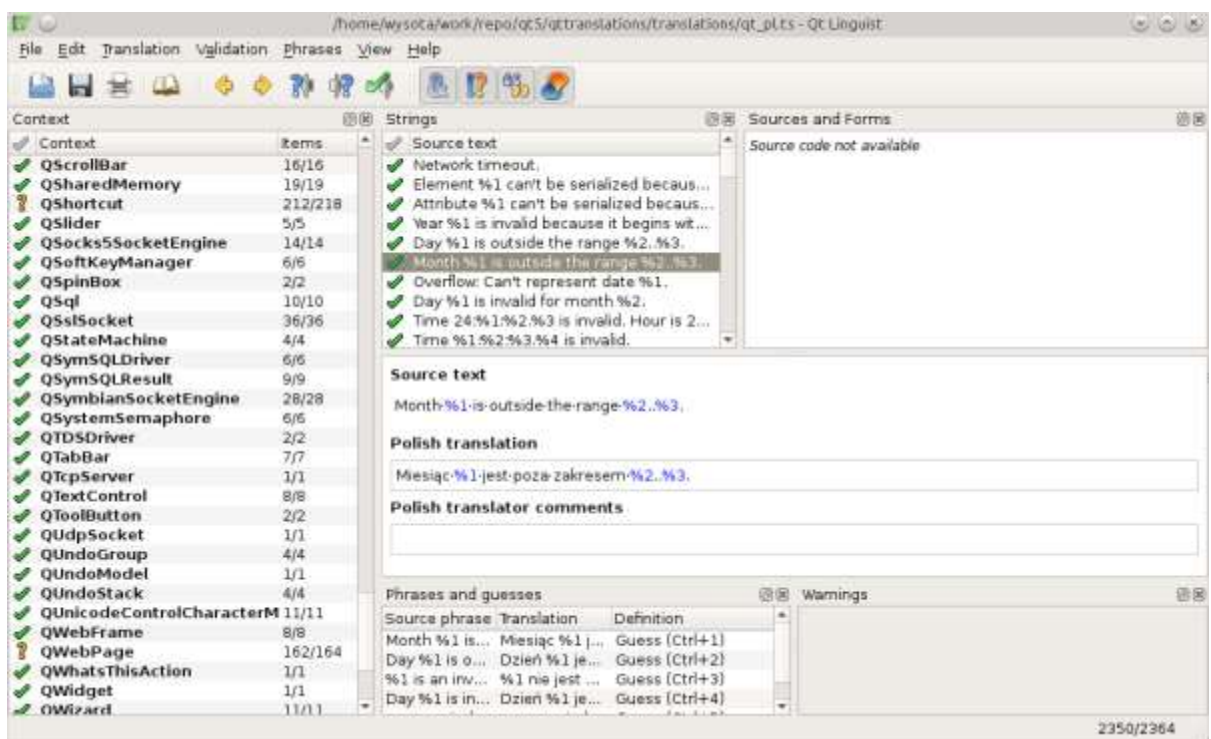 /home/wysota/work/repo/qt5/qttranslations/translations/qt_pl.ts - Qt Linguist
File Edit Translation Validation Phrases View Help
Context
Context Items
QScrollBar 16/16
QSharedMemory 19/19
QShortcut 212/218
QSlider 5/5
QSocks5SocketEngine 14/14
QSoftKeyManager 6/6
QSpinBox 2/2
QSql 10/10
QSslSocket 36/36
QStateMachine 4/4
QSymSQLDriver 6/6
QSymSQLResult 9/9
QSymbianSocketEngine 28/28
QSystemSemaphore 6/6
QTDSDriver 2/2
QTabBar 7/7
QTcpServer 1/1
QTextControl 8/8
QToolButton 2/2
QUdpSocket 1/1
QUndoGroup 4/4
QUndoModel 1/1
QUndoStack 4/4
QUnicodeControlCharacterM 11/11
QWebFrame 8/8
QWebPage 162/164
QWhatsThisAction 1/1
QWidget 1/1
QWizard 11/11
Strings
Source text
Network timeout.
Element %1 can't be serialized becaus...
Attribute %1 can't be serialized becaus...
Year %1 is invalid because it begins wit...
Day %1 is outside the range %2..%3.
Month %1 is outside the range %2..%3.
Overflow: Can't represent date %1.
Day %1 is invalid for month %2.
Time 24:%1:%2.%3 is invalid. Hour is 2...
Time %1:%2:%3.%4 is invalid.
Sources and Forms
Source code not available
Source text
Month·%1·is·outside·the·range·%2..%3.
Polish translation
Miesiąc·%1·jest·poza·zakresem·%2..%3.
Polish translator comments
Phrases and guesses
Source phrase Translation Definition
Month %1 is... Miesiąc %1 j... Guess (Ctrl+1)
Day %1 is o... Dzień %1 je... Guess (Ctrl+2)
%1 is an inv... %1 nie jest ... Guess (Ctrl+3)
Day %1 is in... Dzień %1 je... Guess (Ctrl+4)
Warnings
2350/2364